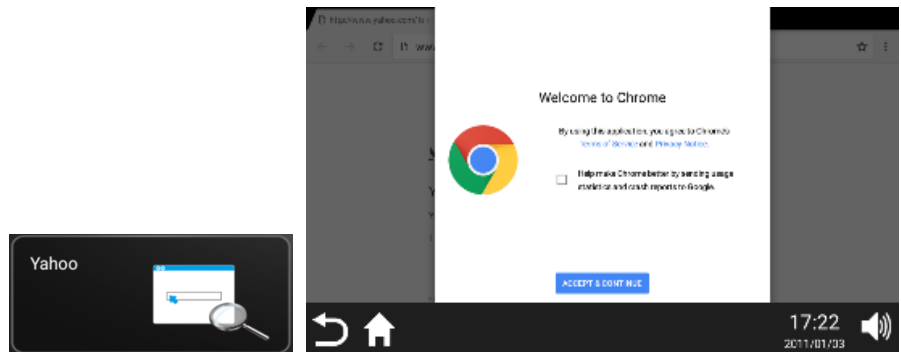 Yahoo
www
Welcome to Chrome
By using this application, you agree to Chrome's
Terms of Service and Privacy Notice.
Help make Chrome better by sending usage
statistics and crash reports to Google.
ACCEPT & CONTINUE
17:22
2011/01/03